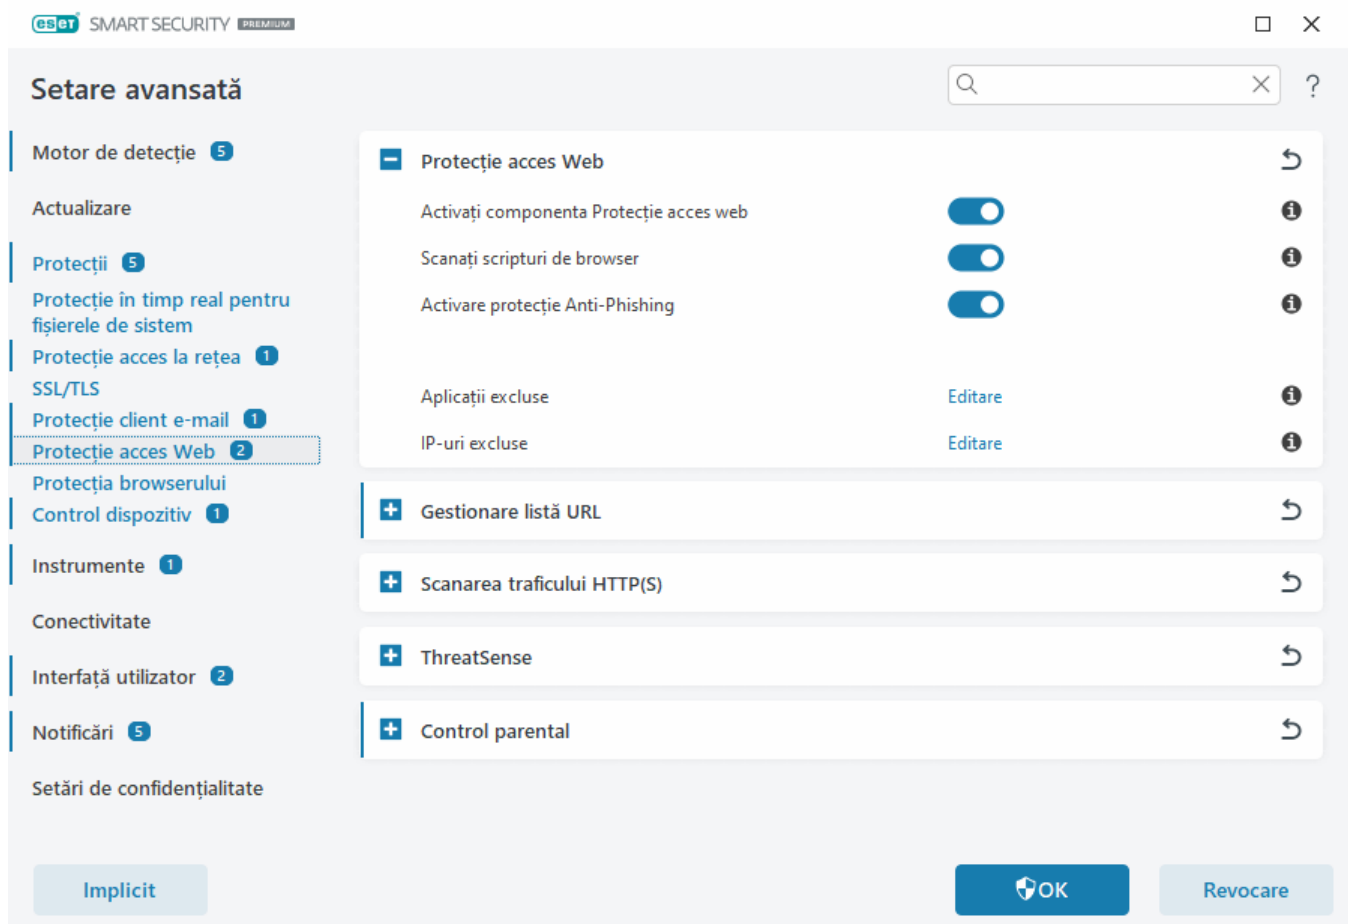 eseT SMART SECURITY PREMIUM
Setare avansată
?
Motor de detecție 5
Actualizare
Protecții 5
Protecție în timp real pentru
fișierele de sistem
Protecție acces la rețea 1
SSL/TLS
Protecție client e-mail 1
Protecție acces Web 2
Protecția browserului
Control dispozitiv 1
Instrumente 1
Conectivitate
Interfață utilizator 2
Notificări 5
Setări de confidențialitate
Protecție acces Web
Activați componenta Protecție acces web
Scanați scripturi de browser
Activare protecție Anti-Phishing
Aplicații excluse Editare
IP-uri excluse Editare
Gestionare listă URL
Scanarea traficului HTTP(S)
ThreatSense
Control parental
Implicit
OK
Revocare